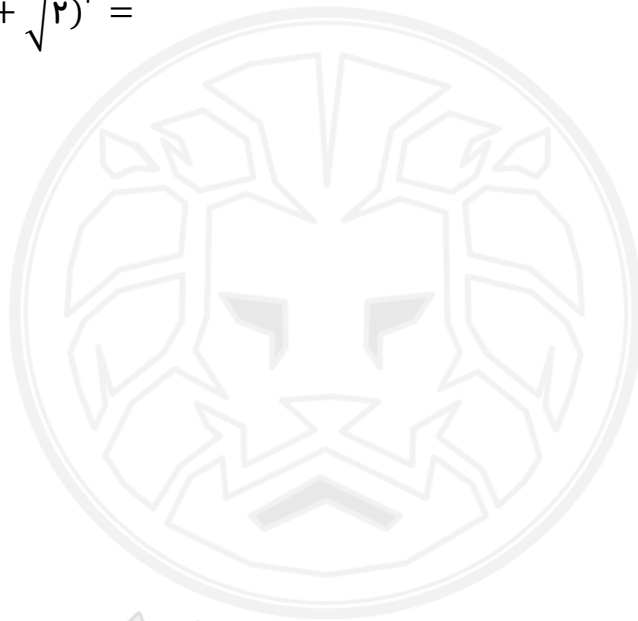 + √۲) =